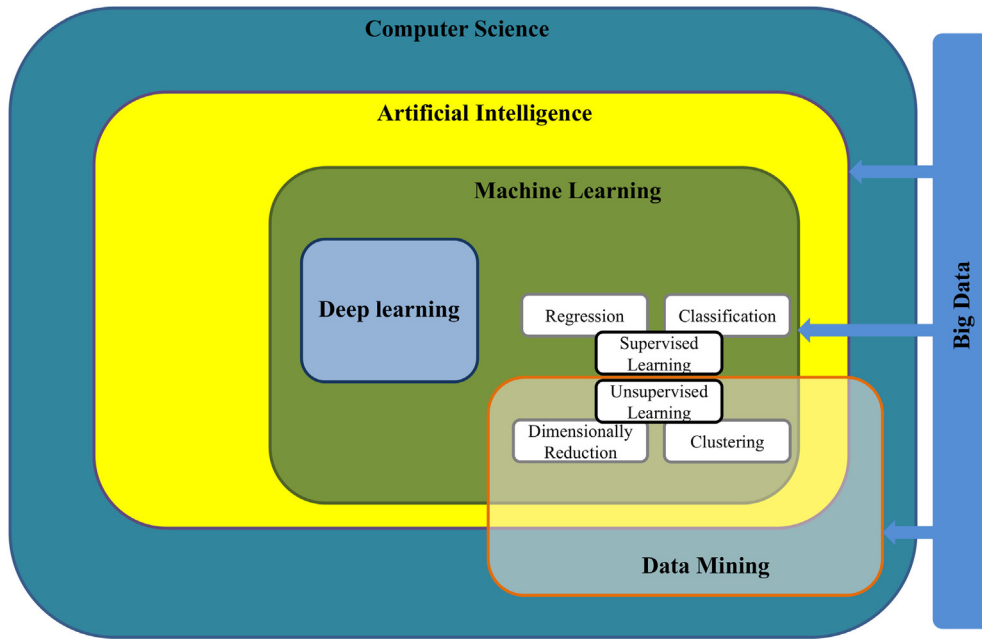 Computer Science
Artificial Intelligence
Machine Learning
Deep learning
Regression
Classification
Supervised
Learning
Unsupervised
Learning
Dimensionally
Reduction
Clustering
Data Mining
Big Data